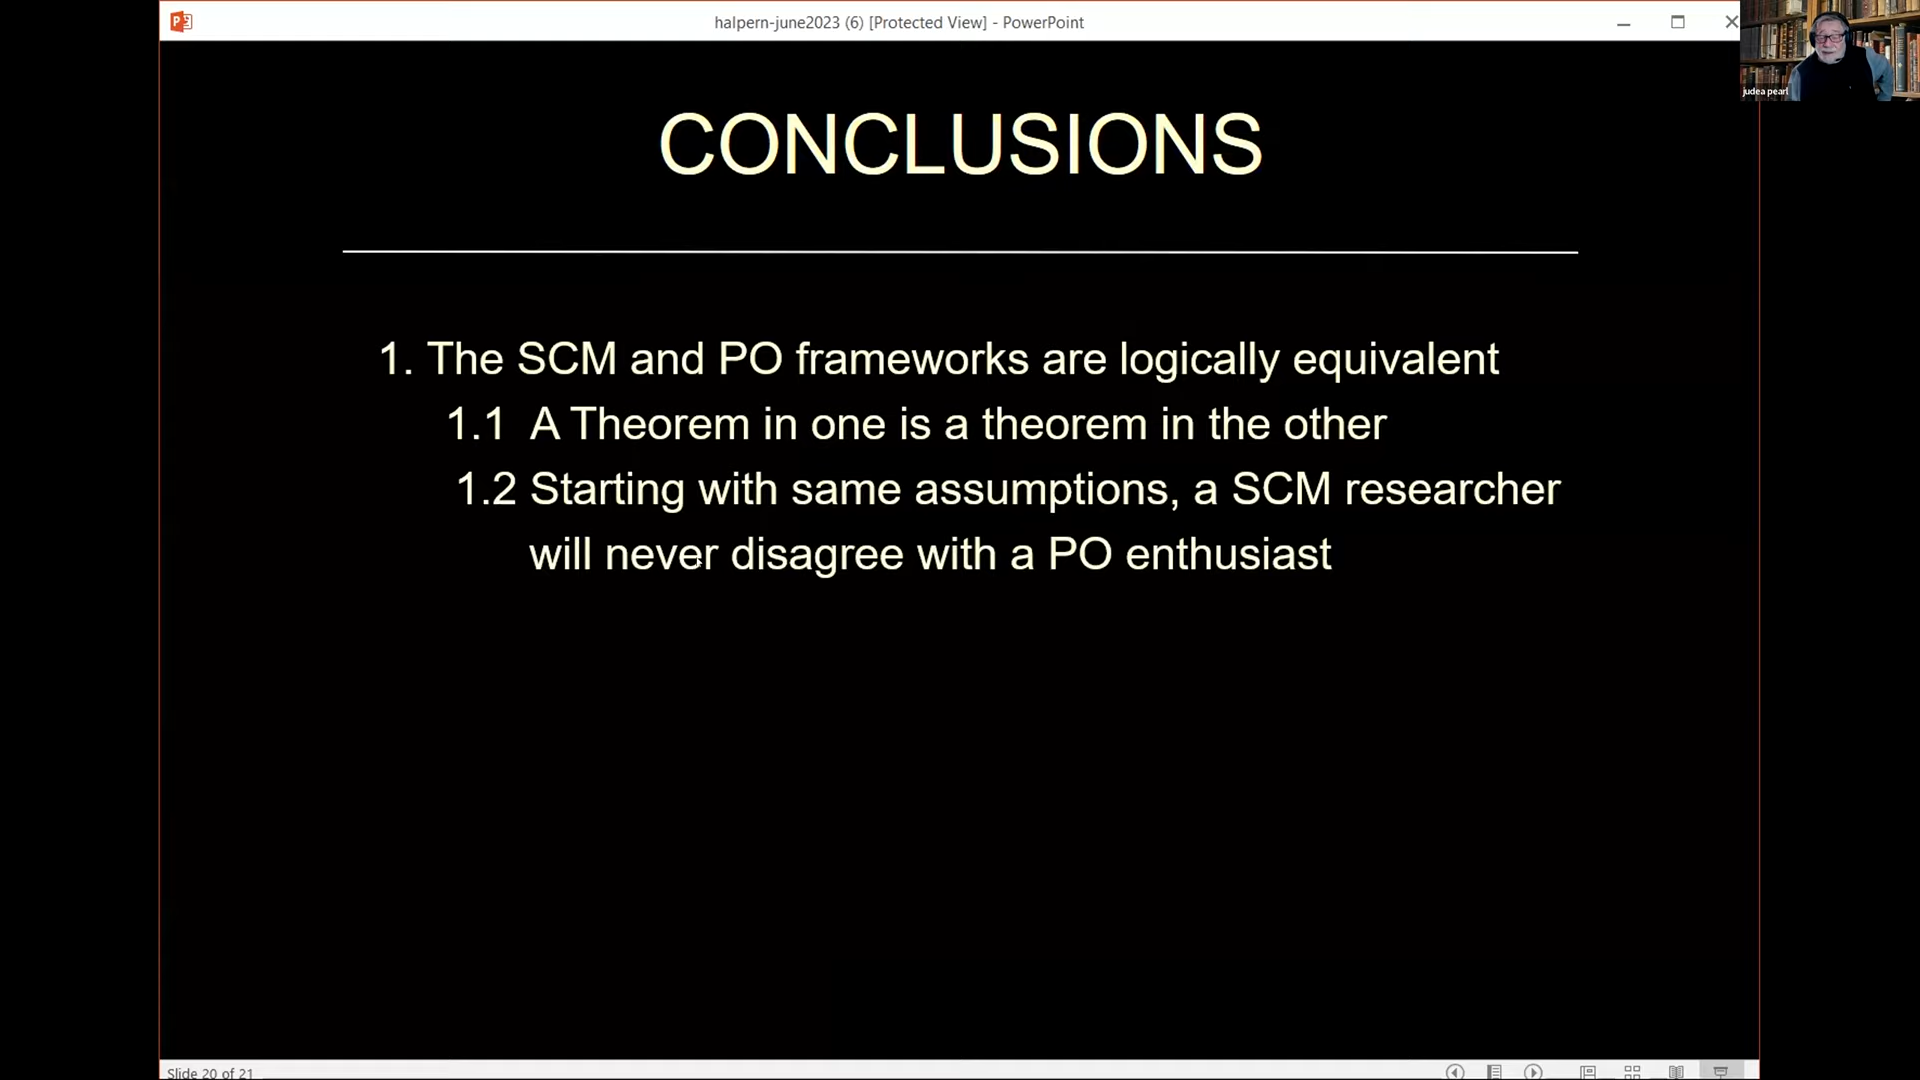 halpern-june2023 (6) [Protected View] - PowerPoint
judea pearl
CONCLUSIONS
1. The SCM and PO frameworks are logically equivalent
1.1 A Theorem in one is a theorem in the other
1.2 Starting with same assumptions, a SCM researcher
will never disagree with a PO enthusiast
Slide 20 of 21